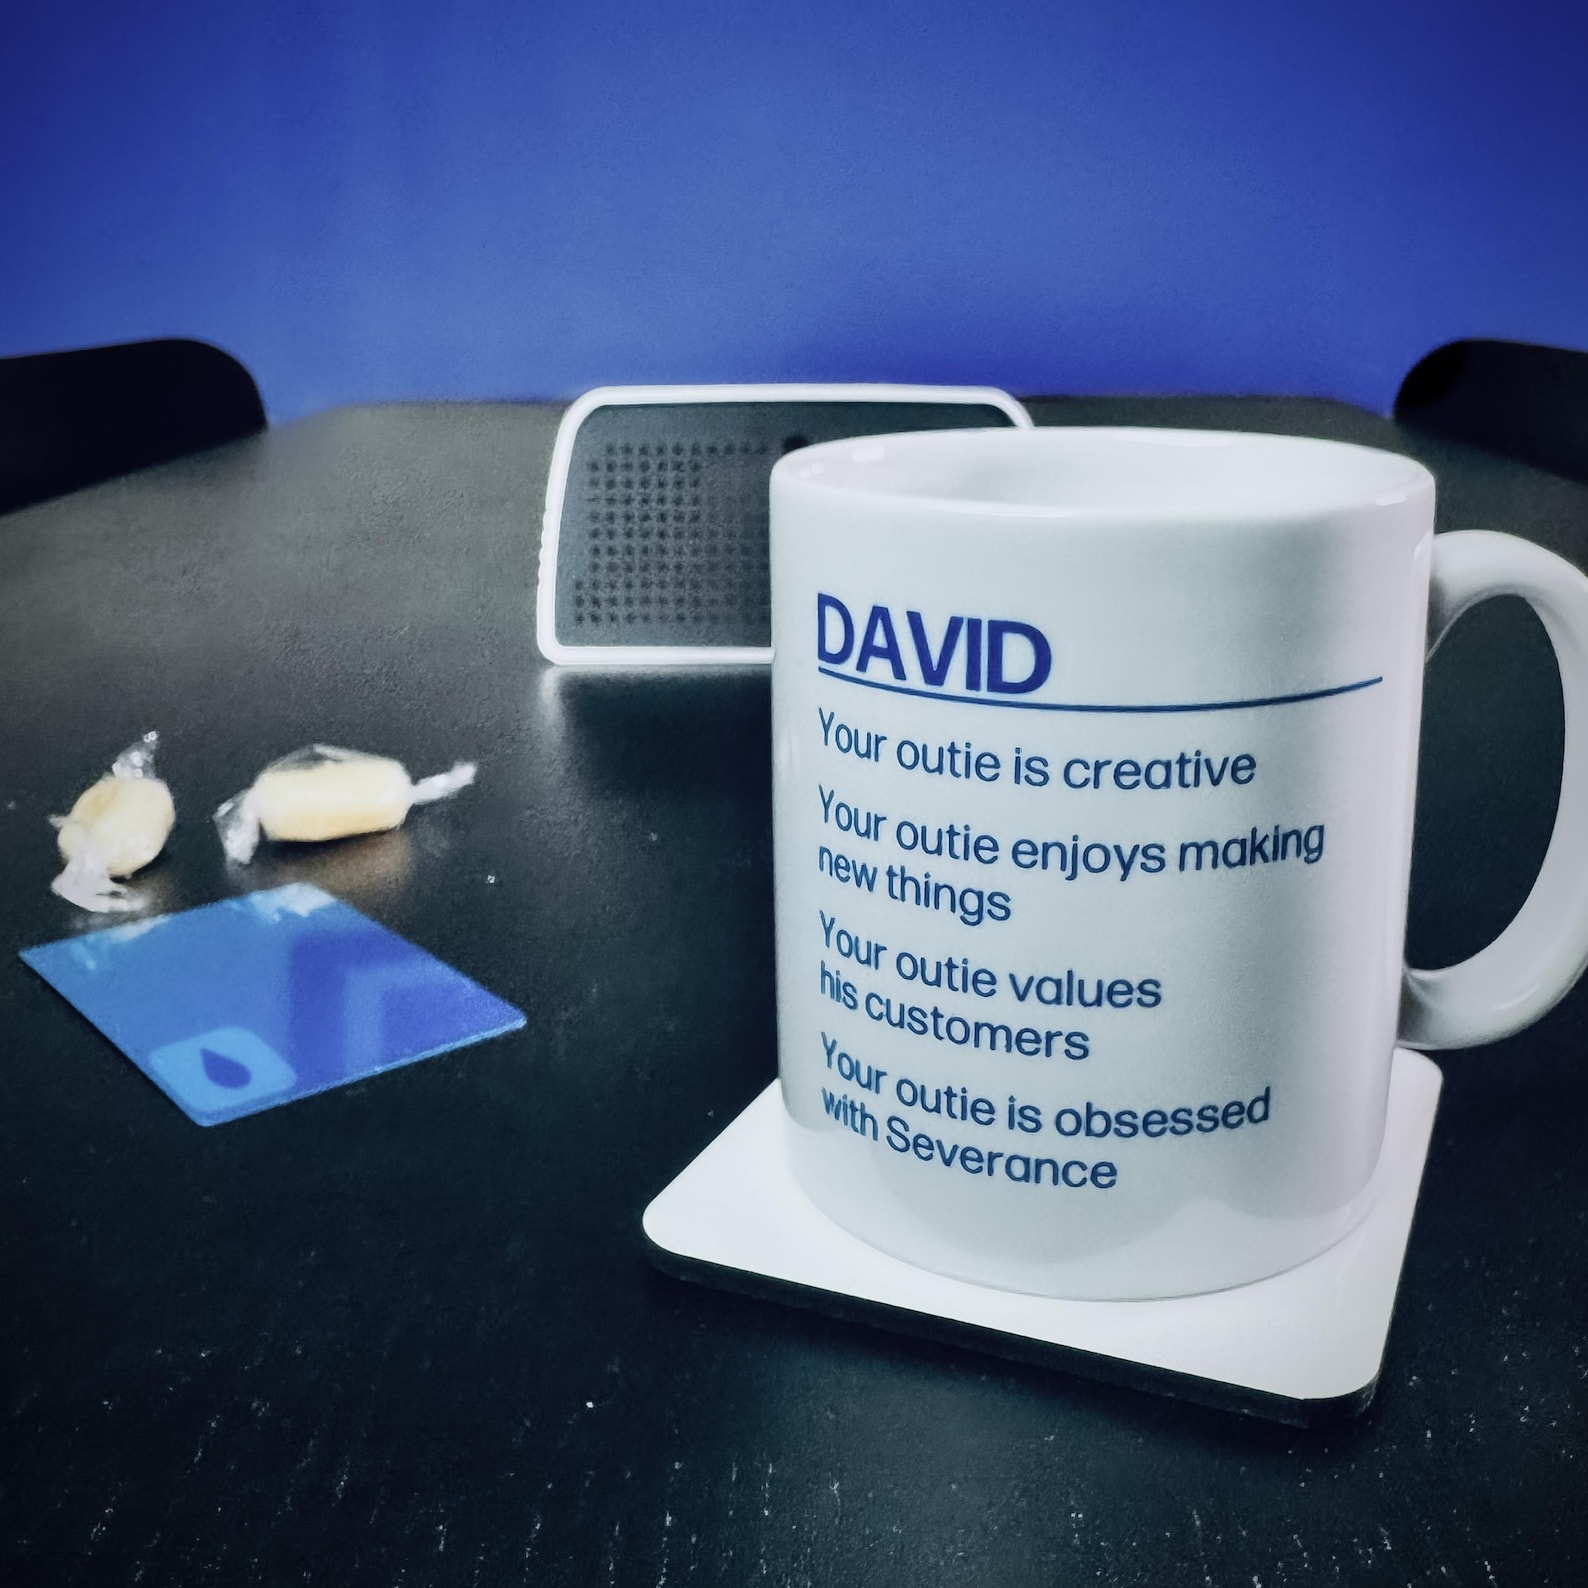 DAVID
Your outie is creative
Your outie enjoys making
new things
Your outie values
his customers
Your outie is obsessed
with Severance